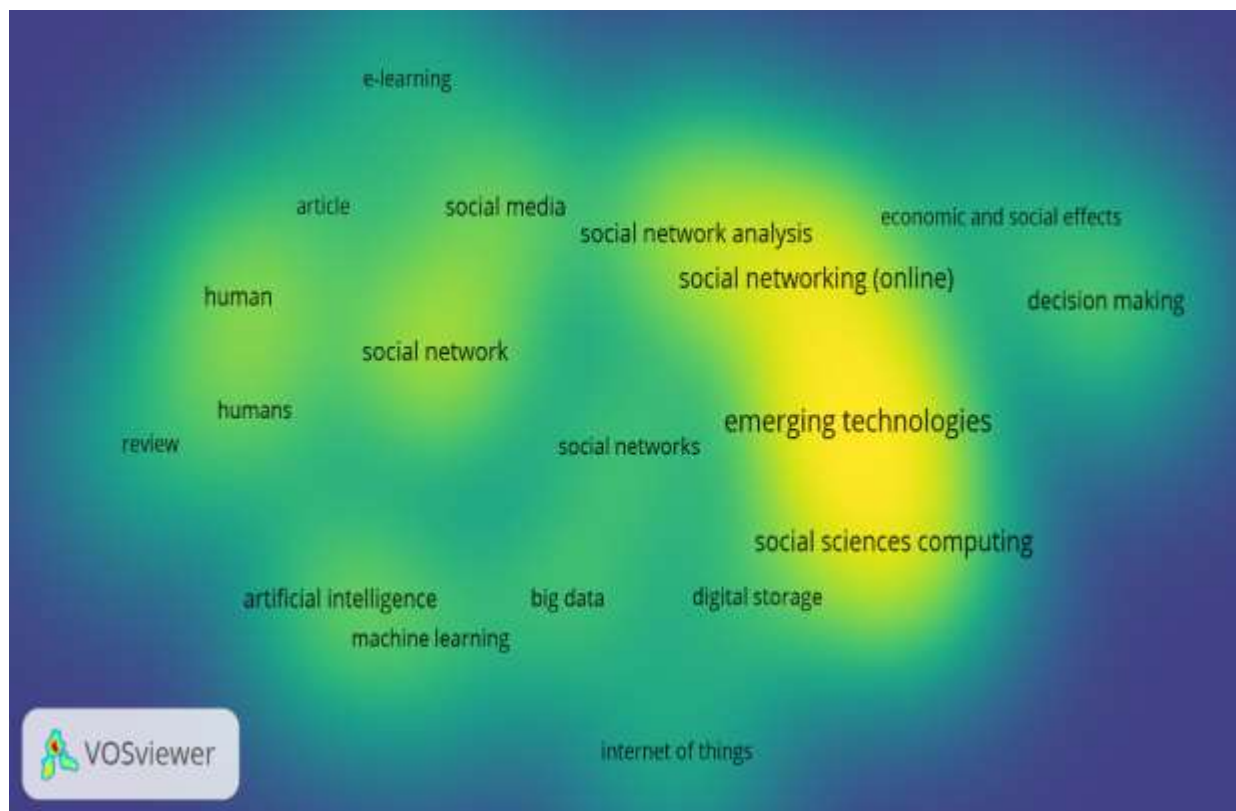 e-learning
article
social media
economic and social effects
social network analysis
social networking (online)
human
decision making
social network
humans
emerging technologies
review
social networks
social sciences computing
artificial intelligence
big data
digital storage
machine learning
internet of things
VOSviewer